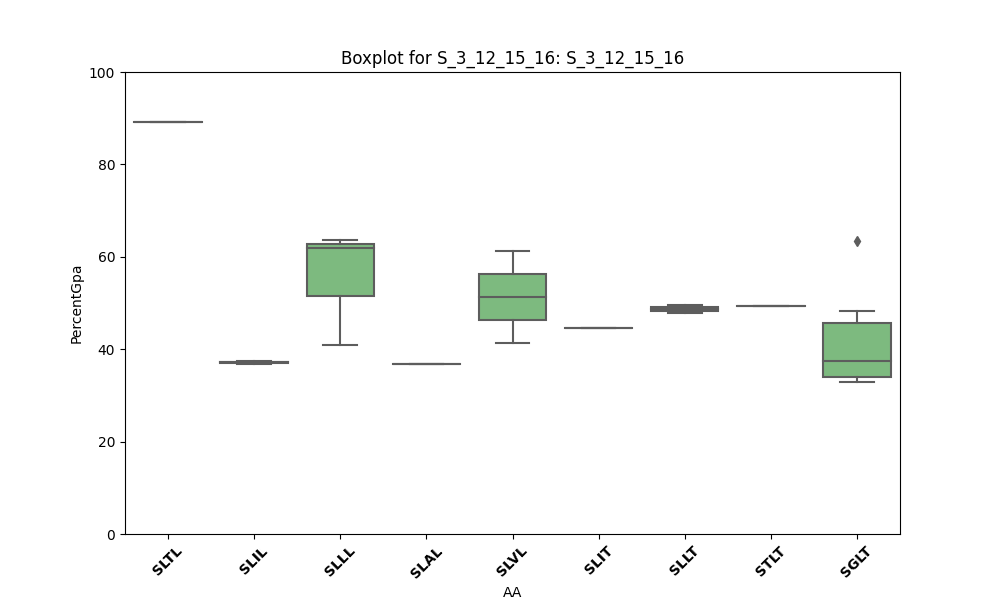 Boxplot for S_3_12_15_16: S_3_12_15_16
100
80
60
40
20
0
PercentGpa
SLTL
SLIL
SLLL
SLAL
SLVL
SLIT
SLLT
STLT
SGLT
AA